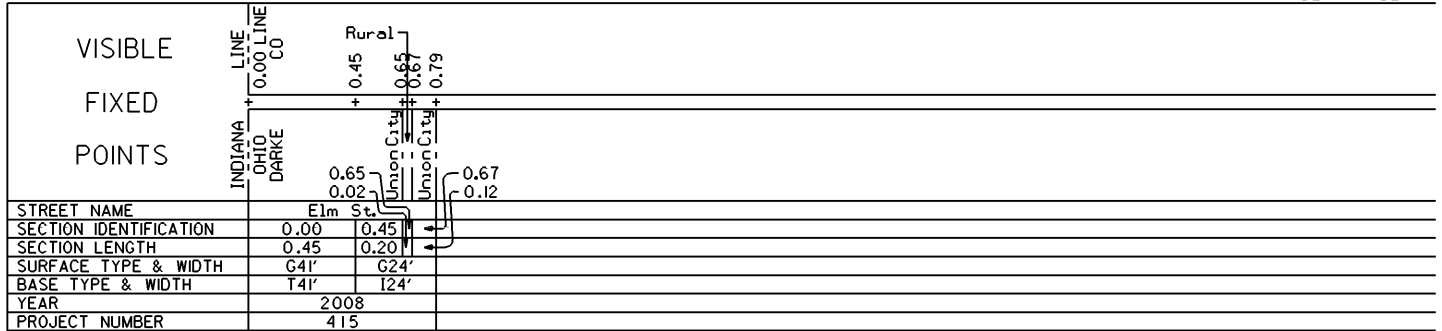 VISIBLE
FIXED
POINTS
INDIANA LINE
OHIO 0.00 LINE
DARKE CO
Rural
0.45
0.65
0.67
0.79
Union City
Union City
0.65
0.02
0.67
0.12
STREET NAME Elm St.
SECTION IDENTIFICATION 0.00 0.45
SECTION LENGTH 0.45 0.20
SURFACE TYPE & WIDTH G41' G24'
BASE TYPE & WIDTH T41' I24'
YEAR 2008
PROJECT NUMBER 415